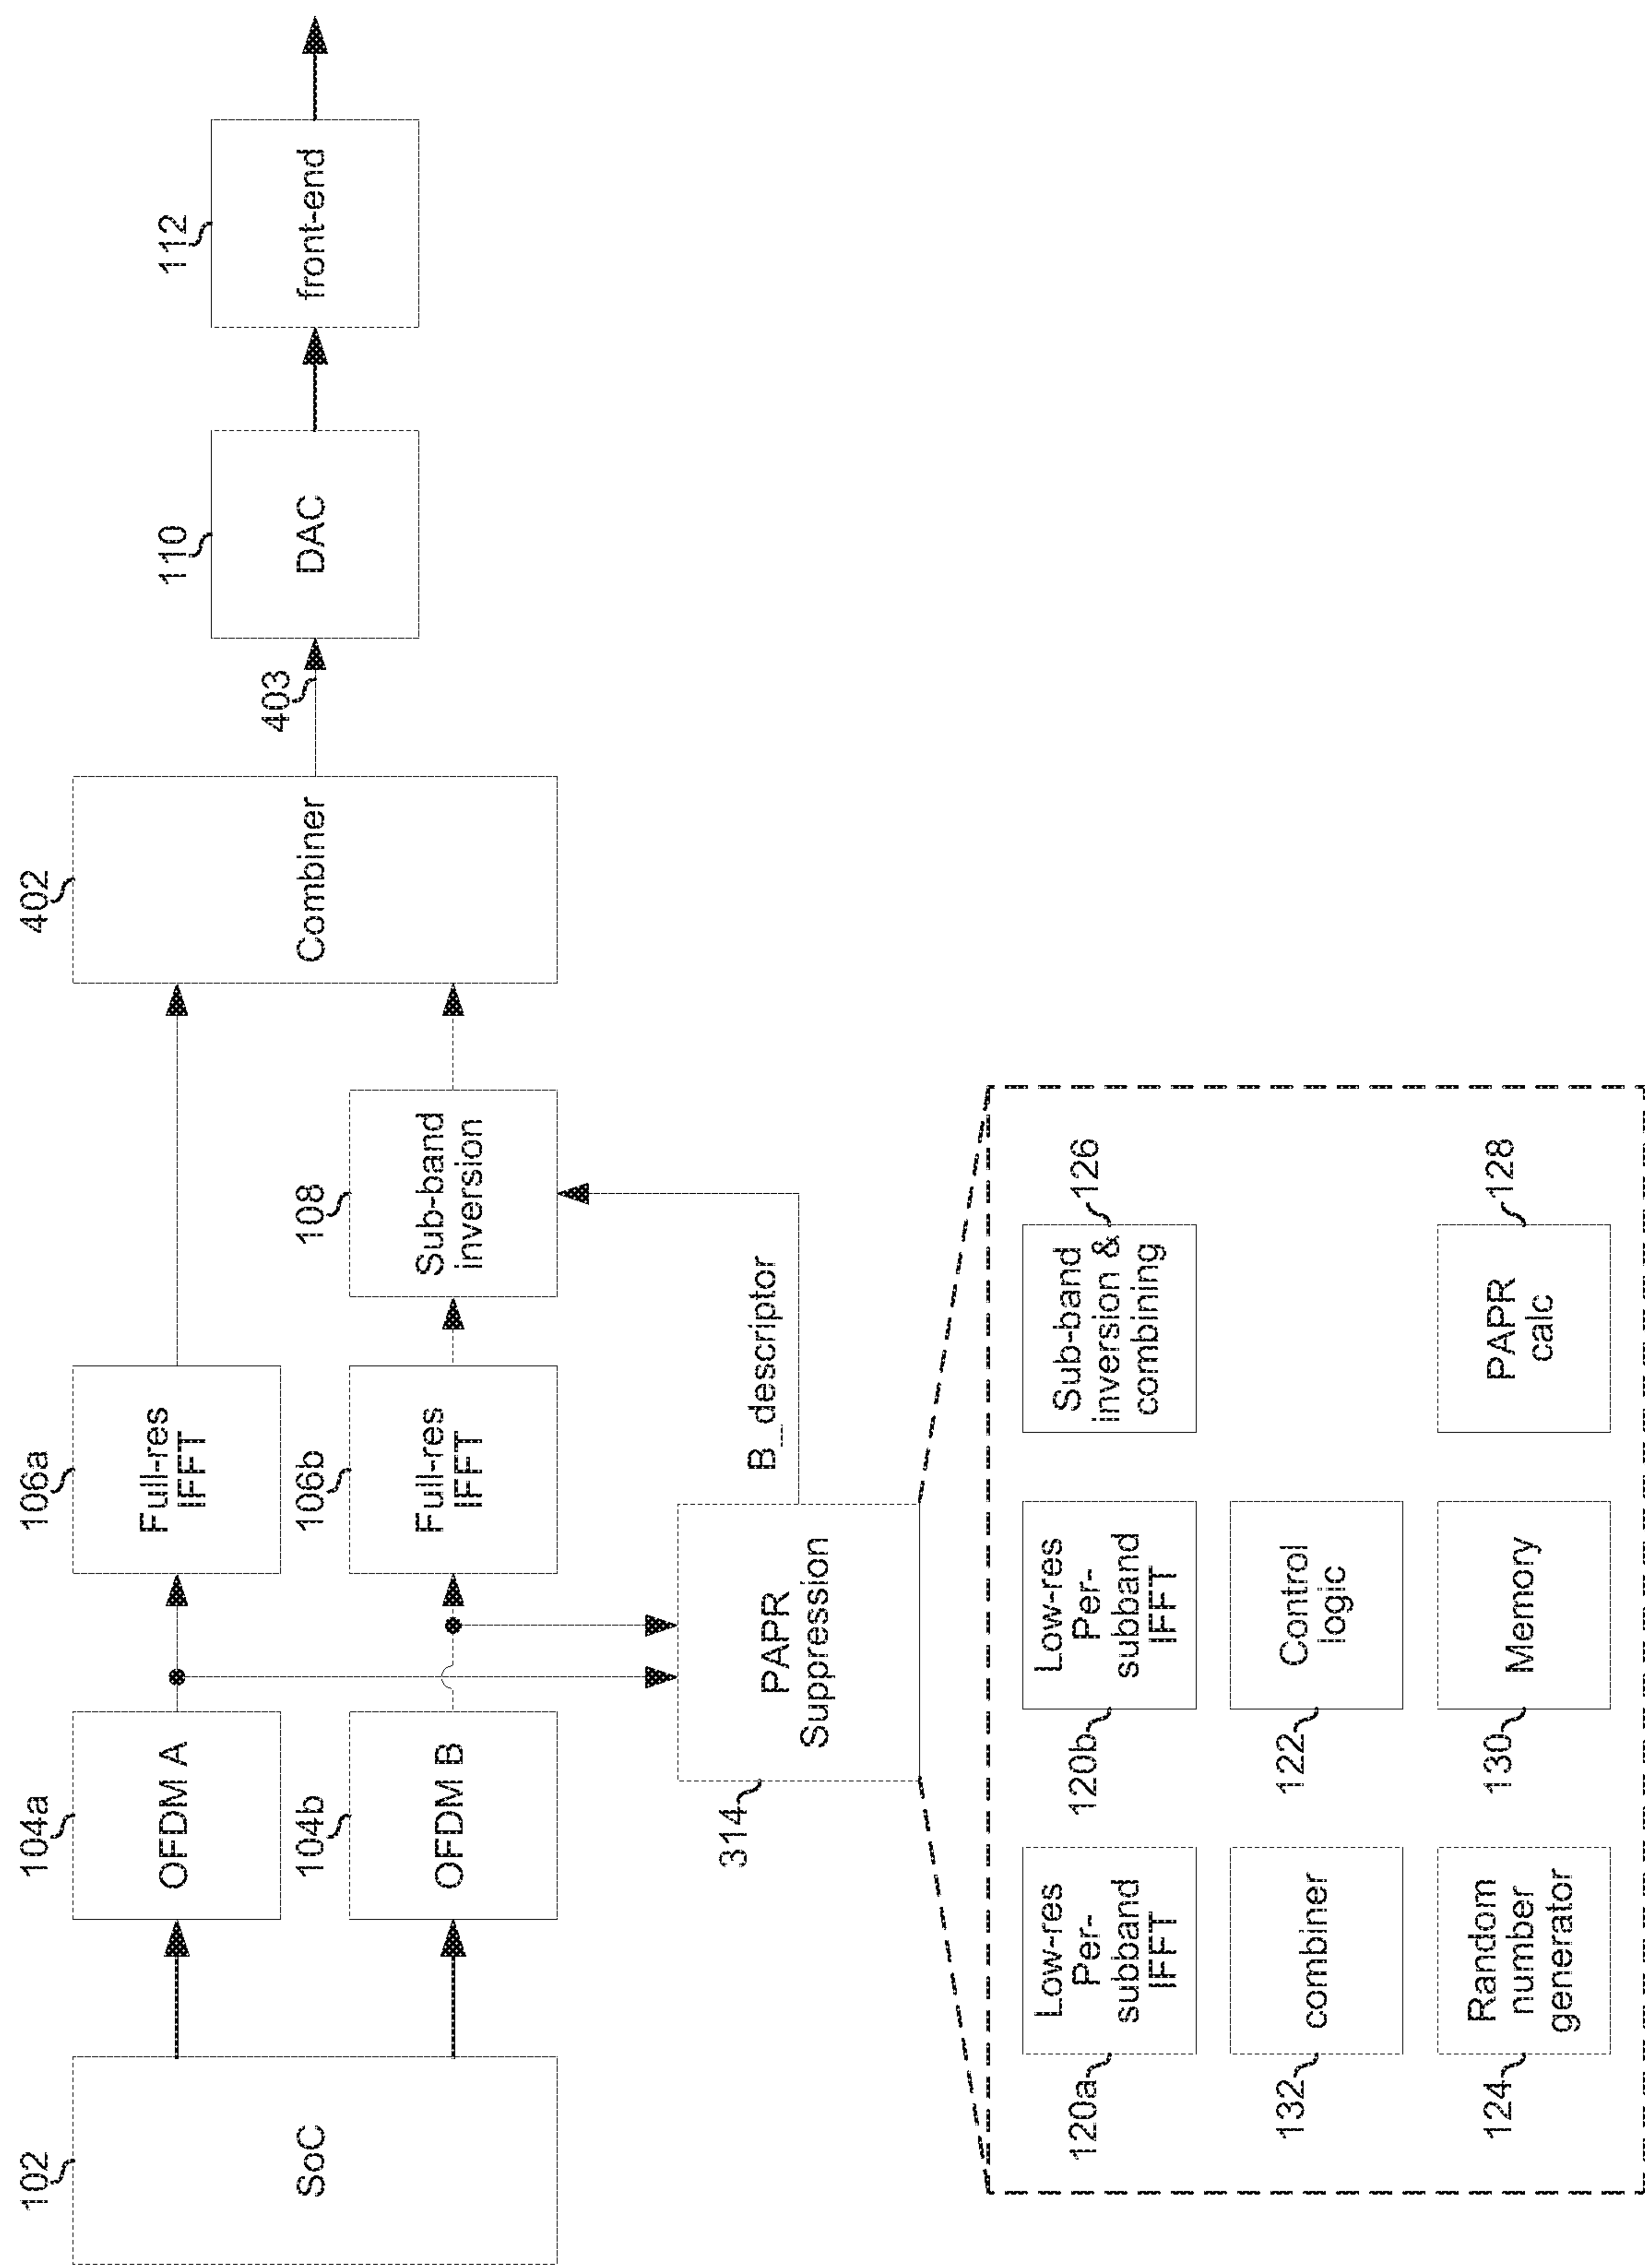 102
SoC
104a
OFDM A
104b
OFDM B
106a
Full-res
IFFT
106b
Full-res
IFFT
108
Sub-band
inversion
402
Combiner
403
110
DAC
112
front-end
314
PAPR
Suppression
B_descriptor
120a
Low-res
Per-
subband
IFFT
120b
Low-res
Per-
subband
IFFT
Sub-band
inversion &
combining
126
132
combiner
122
Control
logic
124
Random
number
generator
130
Memory
PAPR
calc
128